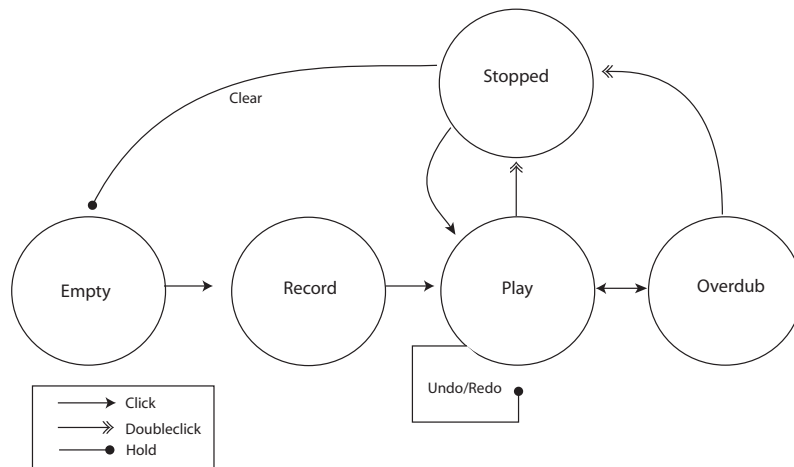 Stopped
Clear
Empty
Record
Play
Overdub
Undo/Redo
Click
Doubleclick
Hold